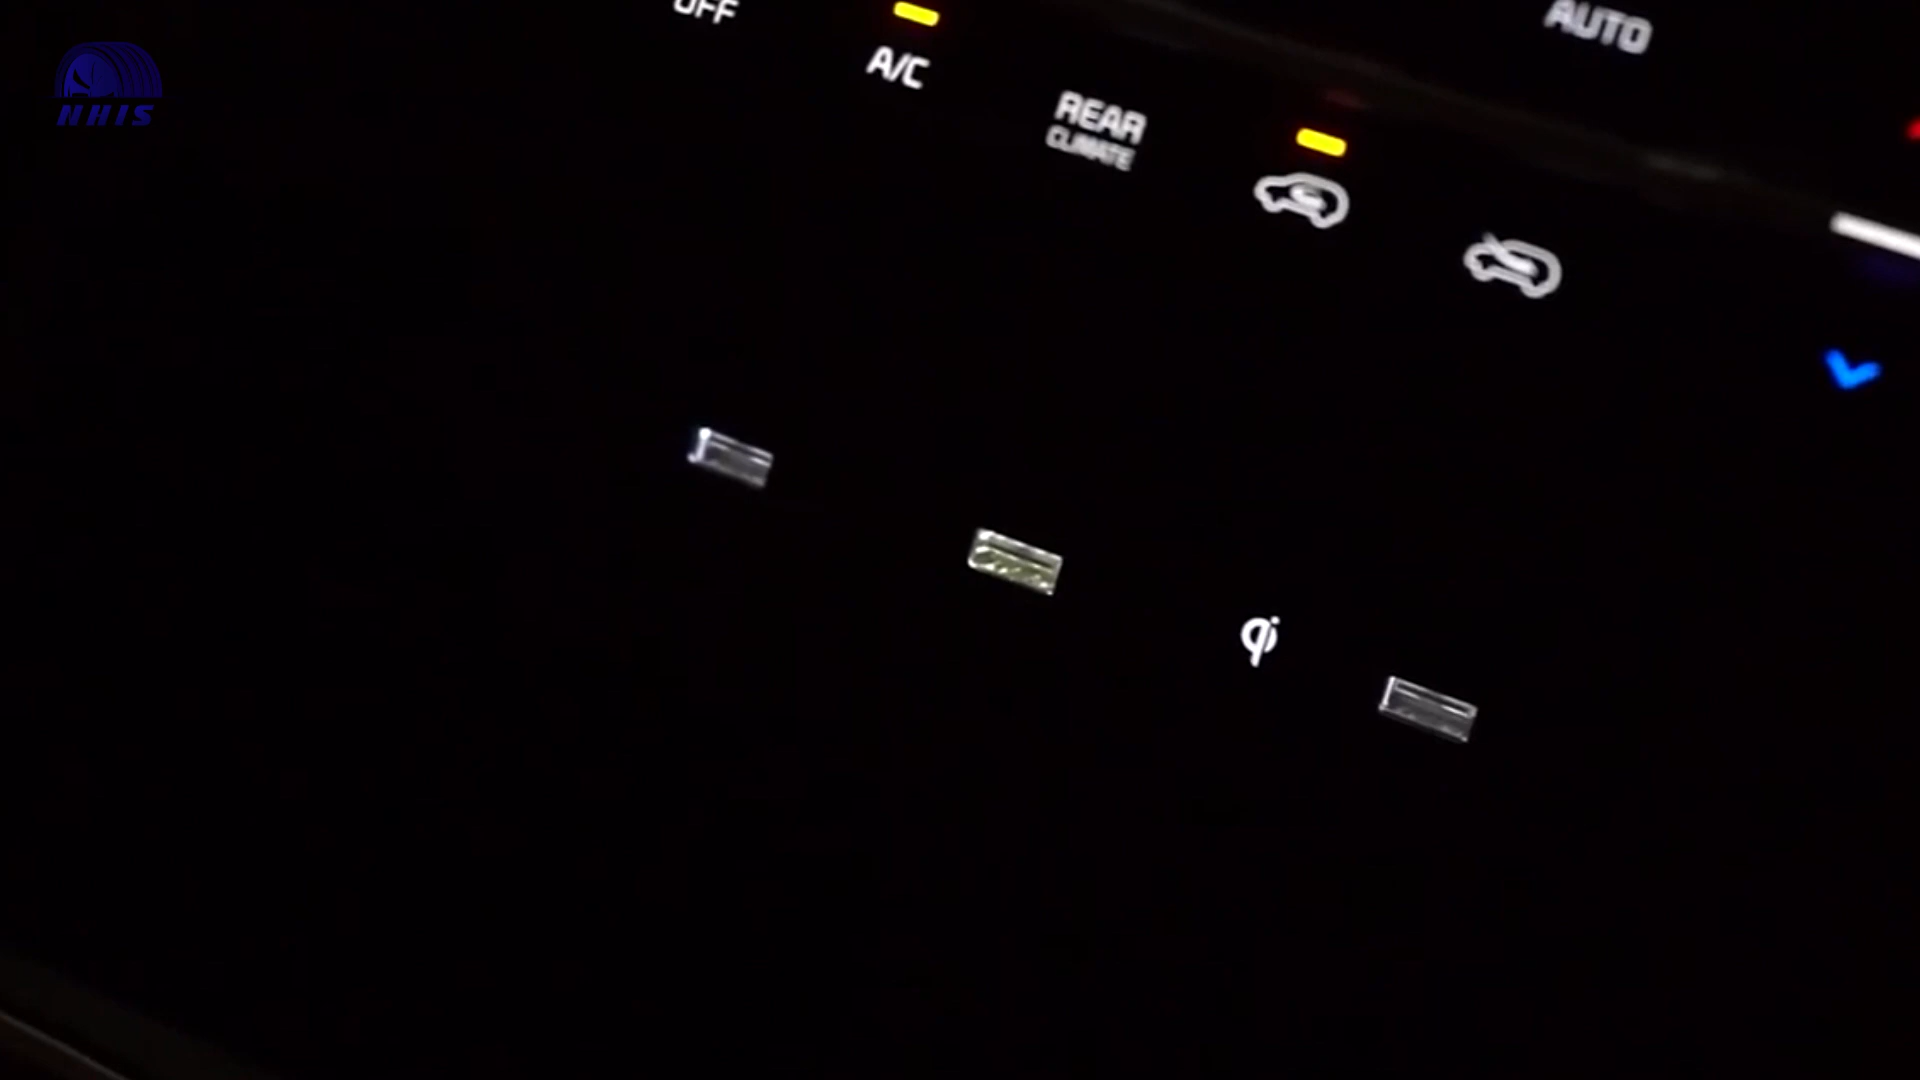 OFF
A/C
REAR
CLIMATE
AUTO
NHIS
qi